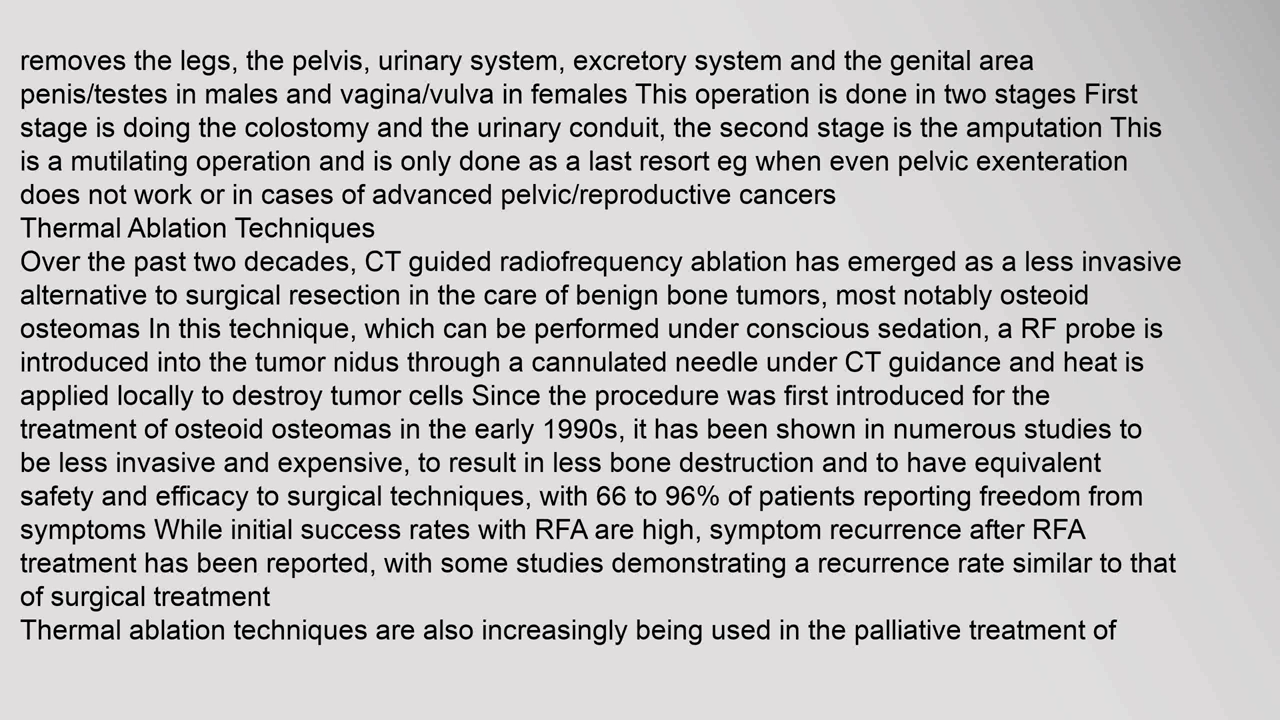 removes the legs, the pelvis, urinary system, excretory system and the genital area
penis/testes in males and vagina/vulva in females This operation is done in two stages First
stage is doing the colostomy and the urinary conduit, the second stage is the amputation This
is a mutilating operation and is only done as a last resort eg when even pelvic exenteration
does not work or in cases of advanced pelvic/reproductive cancers
Thermal Ablation Techniques
Over the past two decades, CT guided radiofrequency ablation has emerged as a less invasive
alternative to surgical resection in the care of benign bone tumors, most notably osteoid
osteomas In this technique, which can be performed under conscious sedation, a RF probe is
introduced into the tumor nidus through a cannulated needle under CT guidance and heat is
applied locally to destroy tumor cells Since the procedure was first introduced for the
treatment of osteoid osteomas in the early 1990s, it has been shown in numerous studies to
be less invasive and expensive, to result in less bone destruction and to have equivalent
safety and efficacy to surgical techniques, with 66 to 96% of patients reporting freedom from
symptoms While initial success rates with RFA are high, symptom recurrence after RFA
treatment has been reported, with some studies demonstrating a recurrence rate similar to that
of surgical treatment
Thermal ablation techniques are also increasingly being used in the palliative treatment of